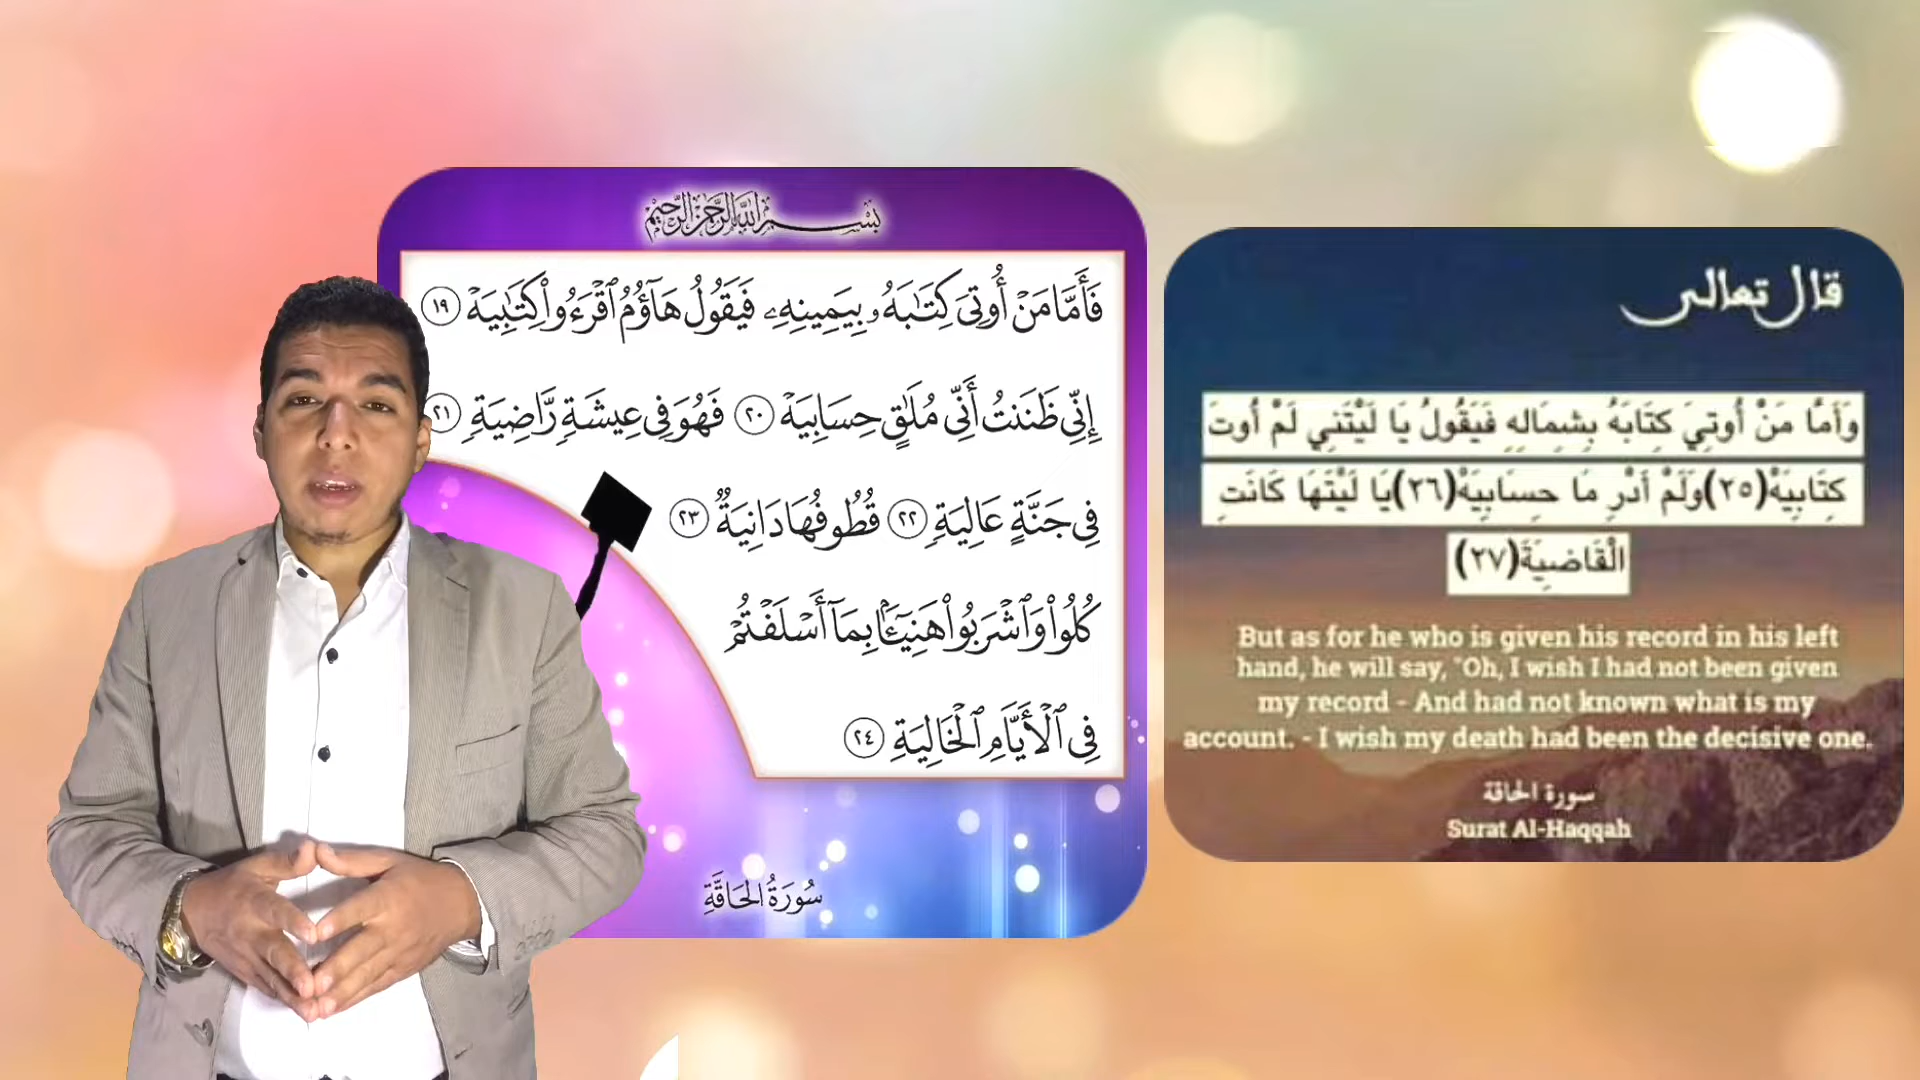 بِسْمِ اللَّهِ الرَّحْمَٰنِ الرَّحِيمِ
فَأَمَّا مَنْ أُوتِيَ كِتَٰبَهُۥ بِيَمِينِهِۦ فَيَقُولُ هَآؤُمُ ٱقْرَءُوا۟ كِتَٰبِيَهْ ١٩
إِنِّى ظَنَنتُ أَنِّى مُلَٰقٍ حِسَابِيَهْ ٢٠ فَهُوَ فِى عِيشَةٍ رَّاضِيَةٍ ٢١
فِى جَنَّةٍ عَالِيَةٍ ٢٢ قُطُوفُهَا دَانِيَةٌ ٢٣
كُلُوا۟ وَٱشْرَبُوا۟ هَنِيٓـًٔۢا بِمَآ أَسْلَفْتُمْ
فِى ٱلْأَيَّامِ ٱلْخَالِيَةِ ٢٤
سُورَةُ الحَاقَّةِ
قال تعالى
وَأَمَّا مَنْ أُوتِيَ كِتَابَهُ بِشِمَالِهِ فَيَقُولُ يَا لَيْتَنِي لَمْ أُوتَ
كِتَابِيَهْ(٢٥)وَلَمْ أَدْرِ مَا حِسَابِيَهْ(٢٦)يَا لَيْتَهَا كَانَتِ
الْقَاضِيَةَ(٢٧)
But as for he who is given his record in his left
hand, he will say, "Oh, I wish I had not been given
my record - And had not known what is my
account. - I wish my death had been the decisive one.
سورة الحاقة
Surat Al-Haqqah